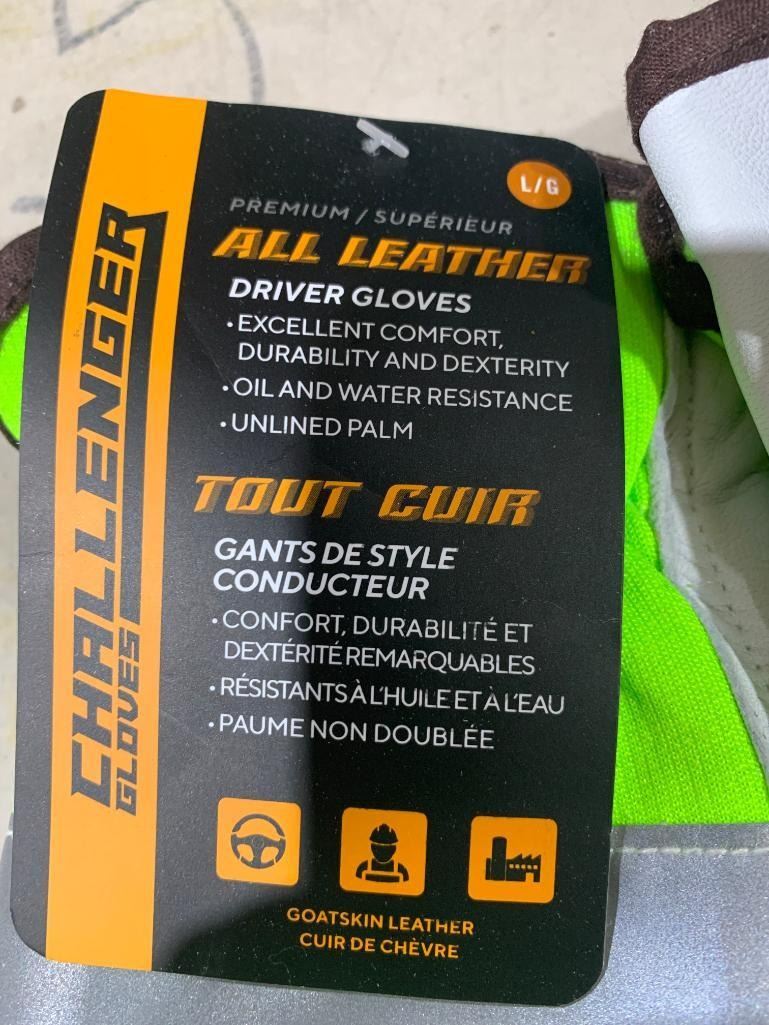 CHALLENGER
GLOVES
L/G
PREMIUM / SUPÉRIEUR
ALL LEATHER
DRIVER GLOVES
• EXCELLENT COMFORT,
DURABILITY AND DEXTERITY
• OIL AND WATER RESISTANCE
• UNLINED PALM
TOUT CUIR
GANTS DE STYLE
CONDUCTEUR
• CONFORT, DURABILITÉ ET
DEXTÉRITÉ REMARQUABLES
• RÉSISTANTS À L'HUILE ET À L'EAU
• PAUME NON DOUBLÉE
GOATSKIN LEATHER
CUIR DE CHÈVRE